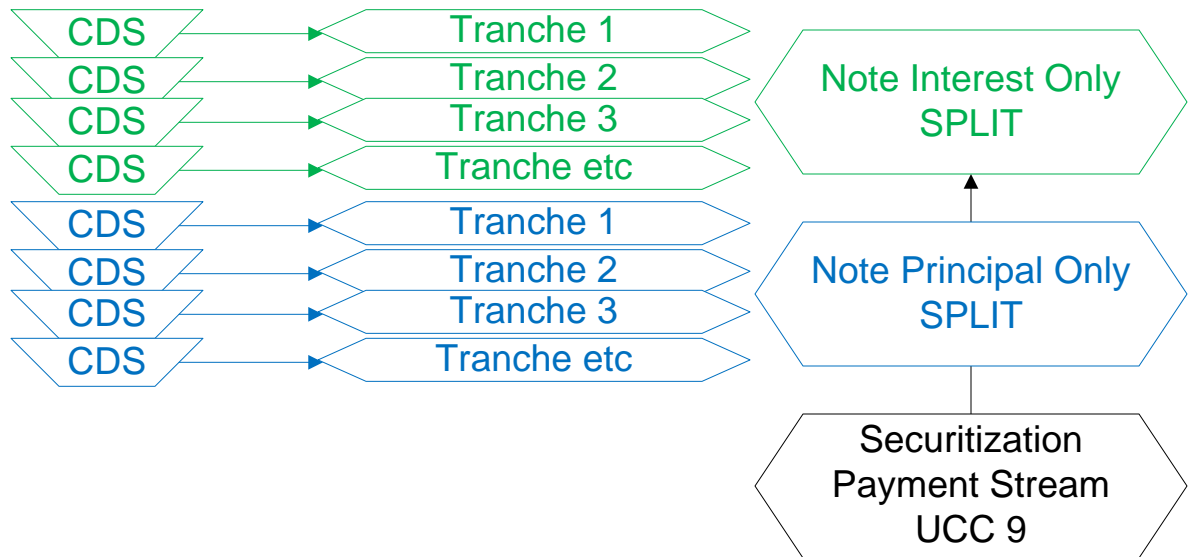 CDS
Tranche 1
CDS
Tranche 2
CDS
Tranche 3
CDS
Tranche etc
Note Interest Only
SPLIT
CDS
Tranche 1
CDS
Tranche 2
CDS
Tranche 3
CDS
Tranche etc
Note Principal Only
SPLIT
Securitization
Payment Stream
UCC 9